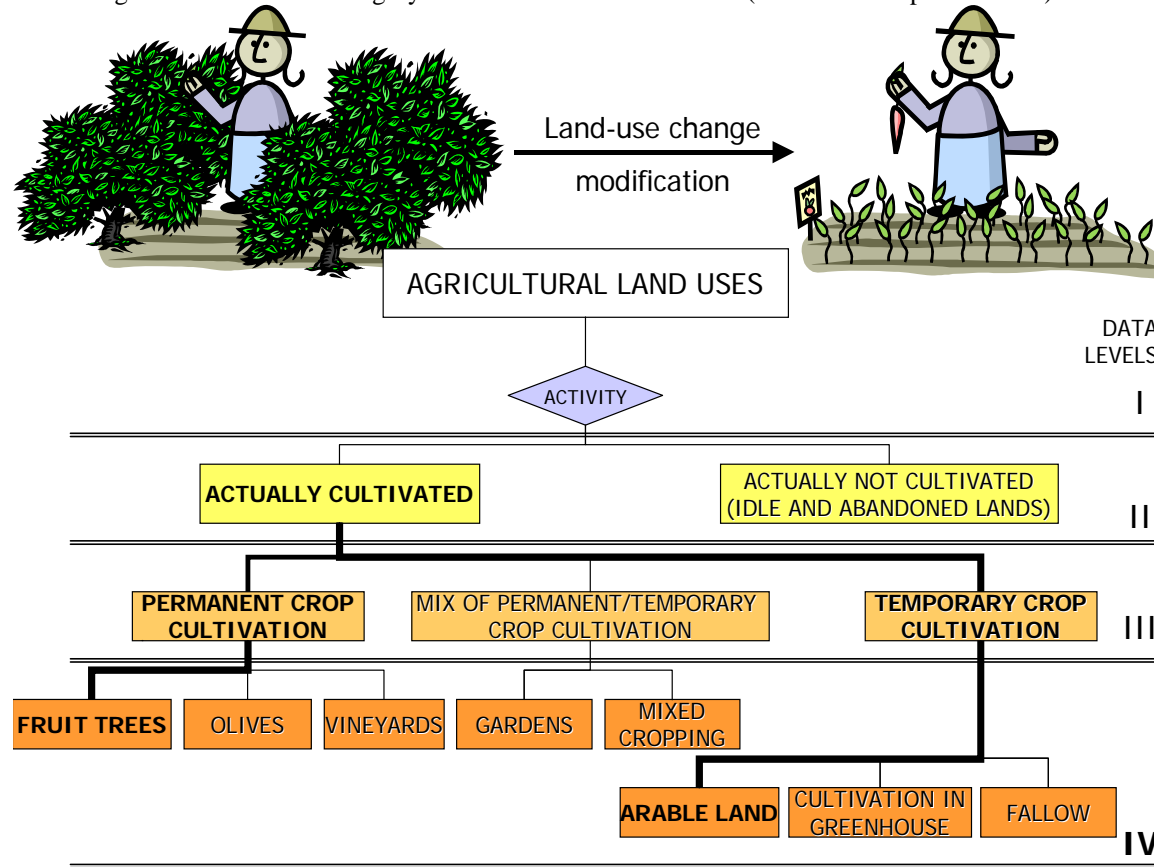 Land-use change
modification
AGRICULTURAL LAND USES
DATA
LEVELS
ACTIVITY
I
ACTUALLY CULTIVATED
ACTUALLY NOT CULTIVATED
(IDLE AND ABANDONED LANDS)
II
PERMANENT CROP
CULTIVATION
MIX OF PERMANENT/TEMPORARY
CROP CULTIVATION
TEMPORARY CROP
CULTIVATION
III
FRUIT TREES
OLIVES
VINEYARDS
GARDENS
MIXED
CROPPING
ARABLE LAND
CULTIVATION IN
GREENHOUSE
FALLOW
IV